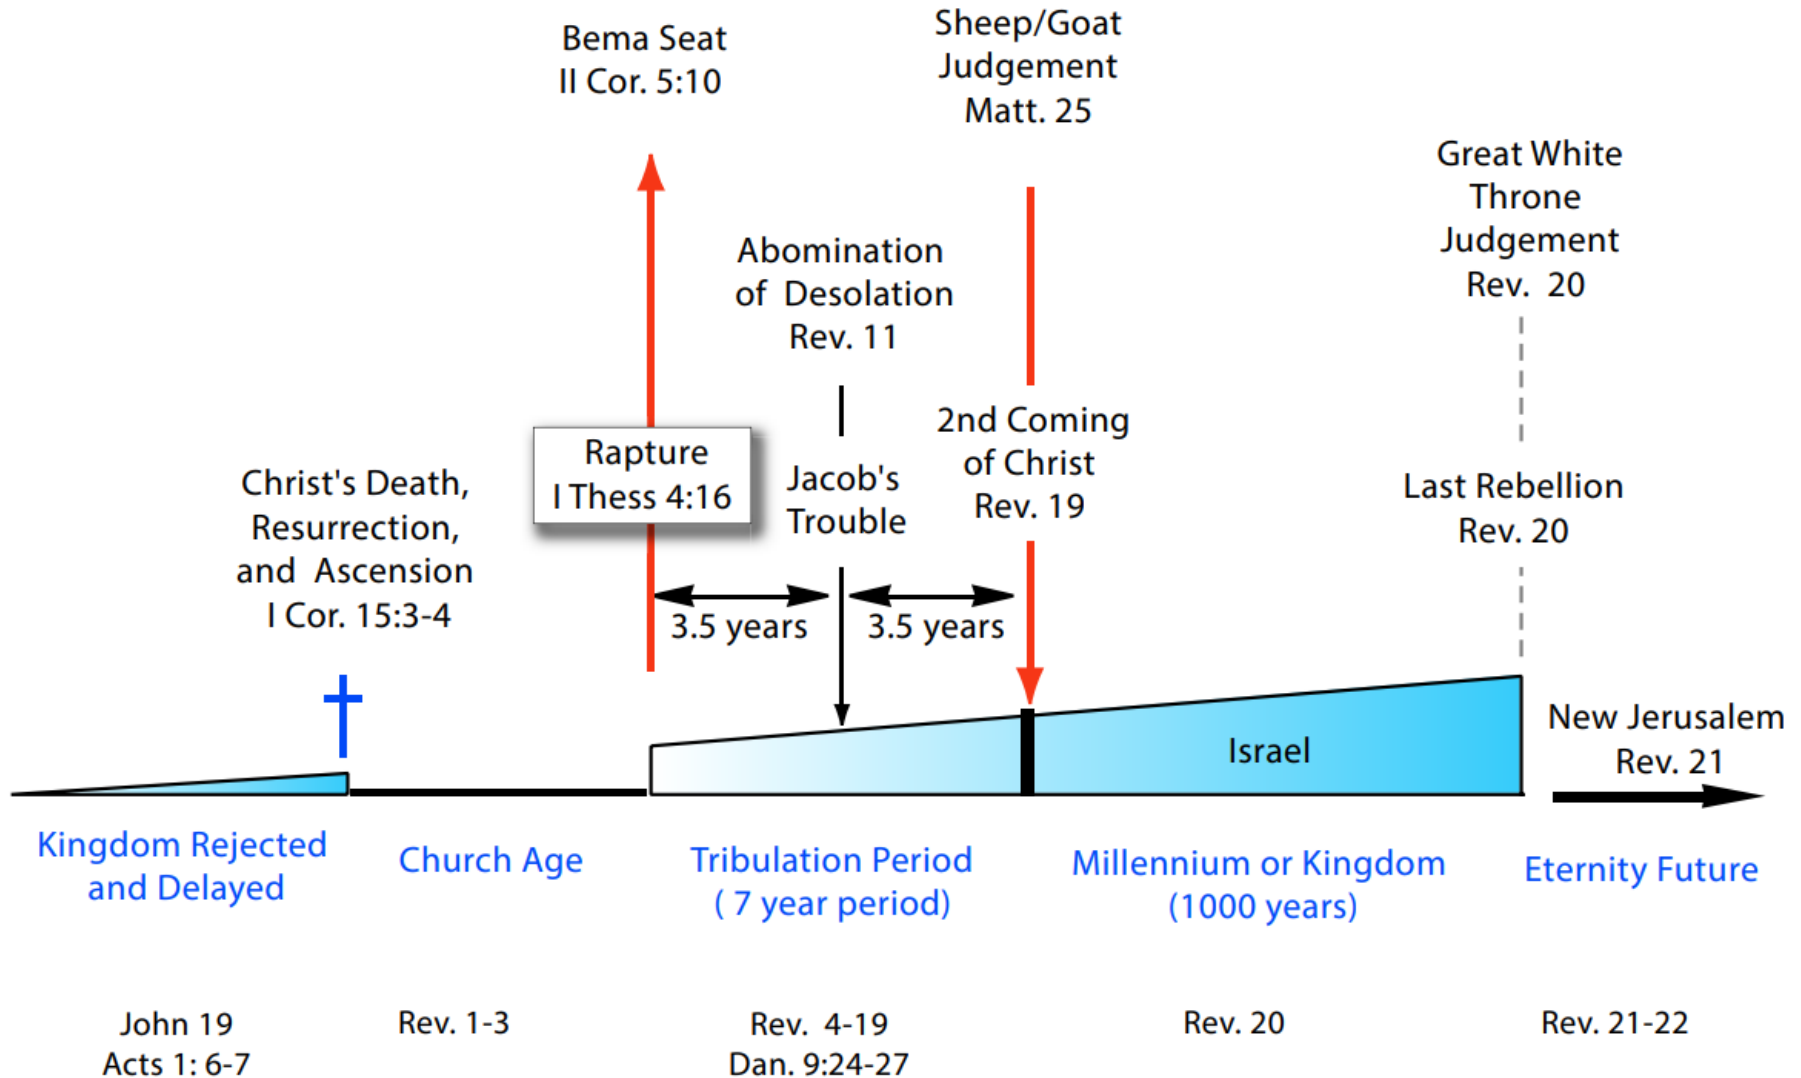 Bema Seat
II Cor. 5:10
Sheep/Goat
Judgement
Matt. 25
Great White
Throne
Judgement
Rev. 20
Abomination
of Desolation
Rev. 11
Rapture
I Thess 4:16
Jacob's
Trouble
2nd Coming
of Christ
Rev. 19
Christ's Death,
Resurrection,
and Ascension
I Cor. 15:3-4
Last Rebellion
Rev. 20
3.5 years
3.5 years
Israel
New Jerusalem
Rev. 21
Kingdom Rejected
and Delayed
Church Age
Tribulation Period
( 7 year period)
Millennium or Kingdom
(1000 years)
Eternity Future
John 19
Acts 1: 6-7
Rev. 1-3
Rev. 4-19
Dan. 9:24-27
Rev. 20
Rev. 21-22